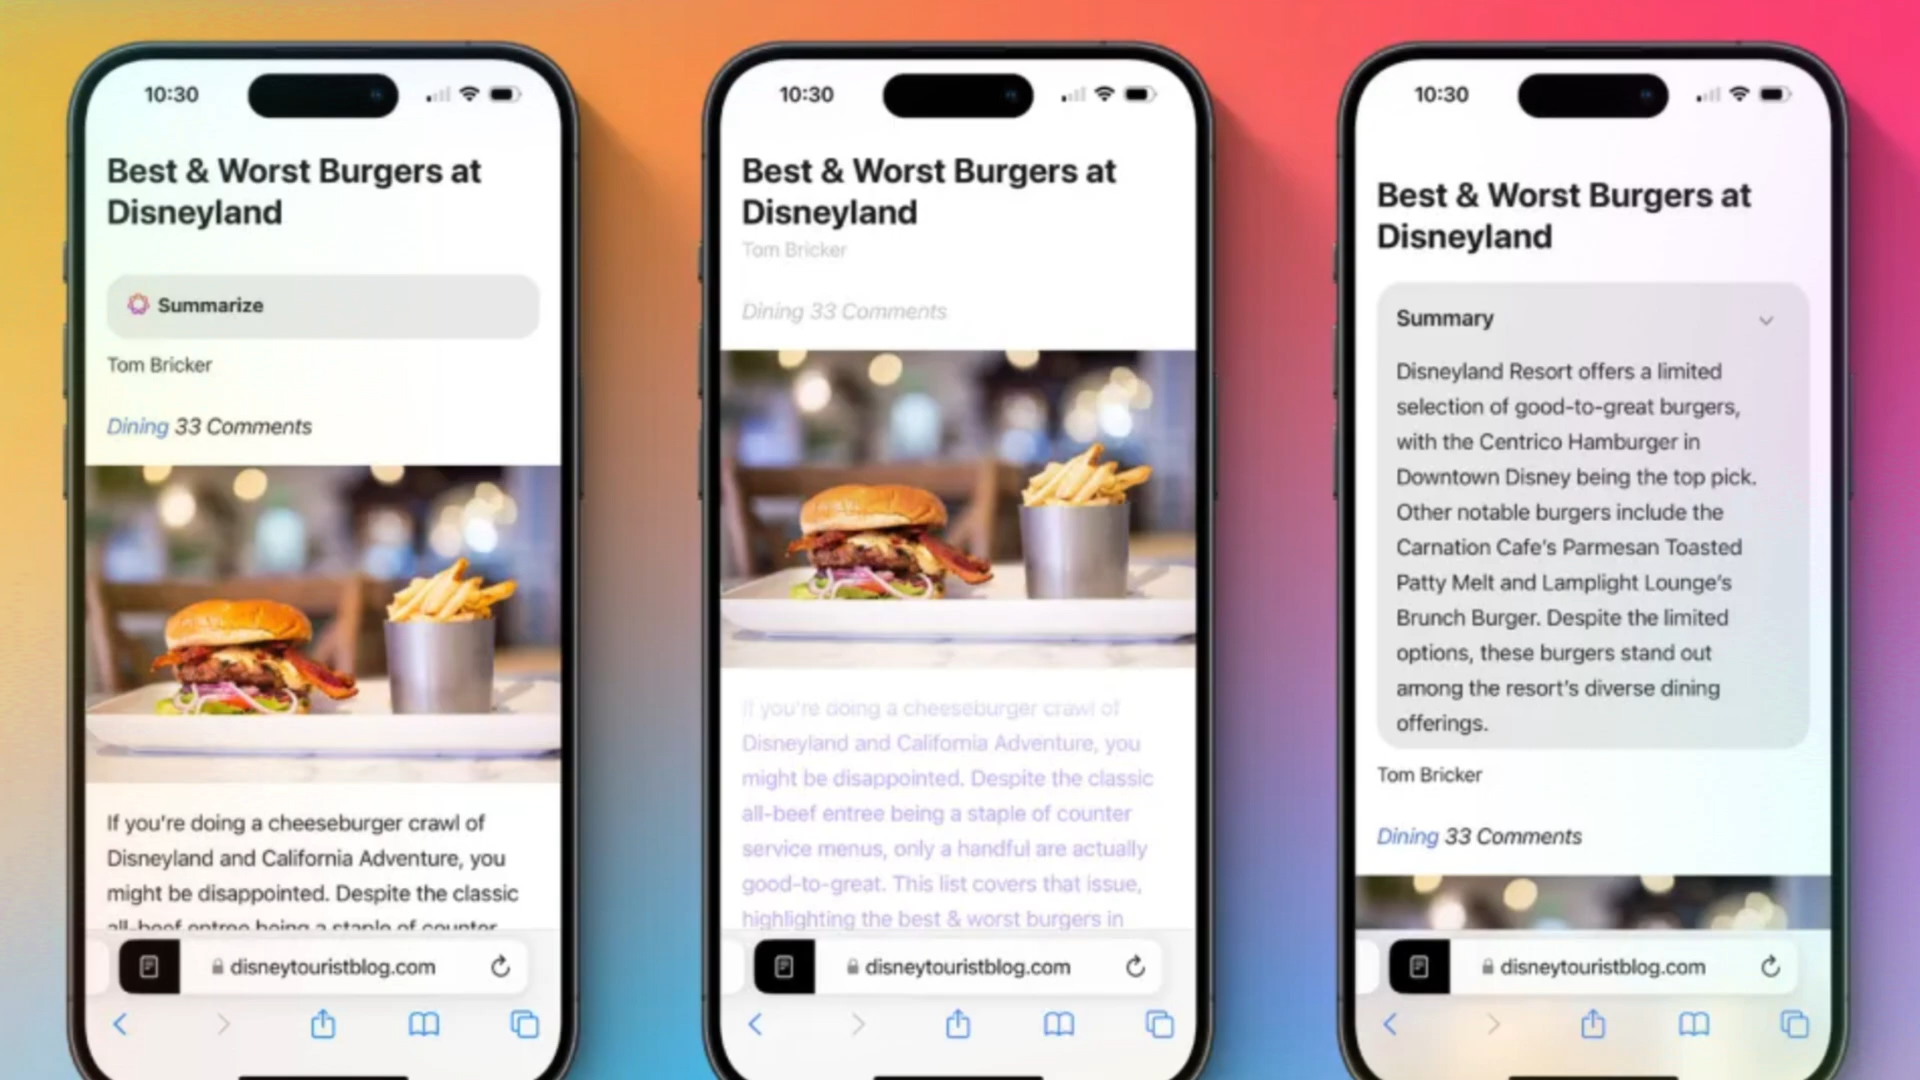 10:30
Best & Worst Burgers at
Disneyland
Summarize
Tom Bricker
Dining 33 Comments
If you're doing a cheeseburger crawl of
Disneyland and California Adventure, you
might be disappointed. Despite the classic
all-beef entree being a staple of counter
disneytouristblog.com
10:30
Best & Worst Burgers at
Disneyland
Tom Bricker
Dining 33 Comments
If you're doing a cheeseburger crawl of
Disneyland and California Adventure, you
might be disappointed. Despite the classic
all-beef entree being a staple of counter
service menus, only a handful are actually
good-to-great. This list covers that issue,
highlighting the best & worst burgers in
disneytouristblog.com
10:30
Best & Worst Burgers at
Disneyland
Summary
Disneyland Resort offers a limited
selection of good-to-great burgers,
with the Centrico Hamburger in
Downtown Disney being the top pick.
Other notable burgers include the
Carnation Cafe's Parmesan Toasted
Patty Melt and Lamplight Lounge's
Brunch Burger. Despite the limited
options, these burgers stand out
among the resort's diverse dining
offerings.
Tom Bricker
Dining 33 Comments
disneytouristblog.com